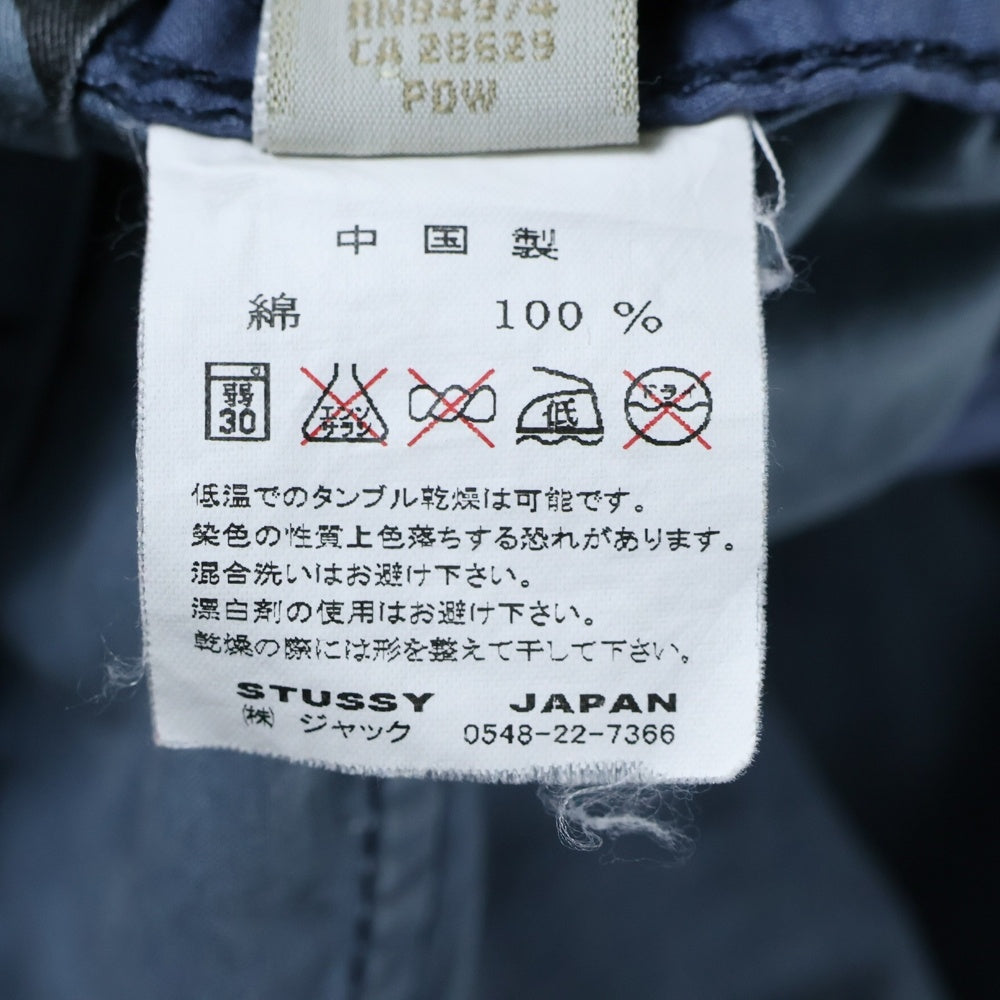 RN94974
CA 28629
PDW
中国製
綿 100 %
弱 30 エンソ サラシ 低 ドライ
低温でのタンブル乾燥は可能です。
染色の性質上色落ちする恐れがあります。
混合洗いはお避け下さい。
漂白剤の使用はお避け下さい。
乾燥の際には形を整えて干して下さい。
STUSSY JAPAN
㈱ ジャック 0548-22-7366